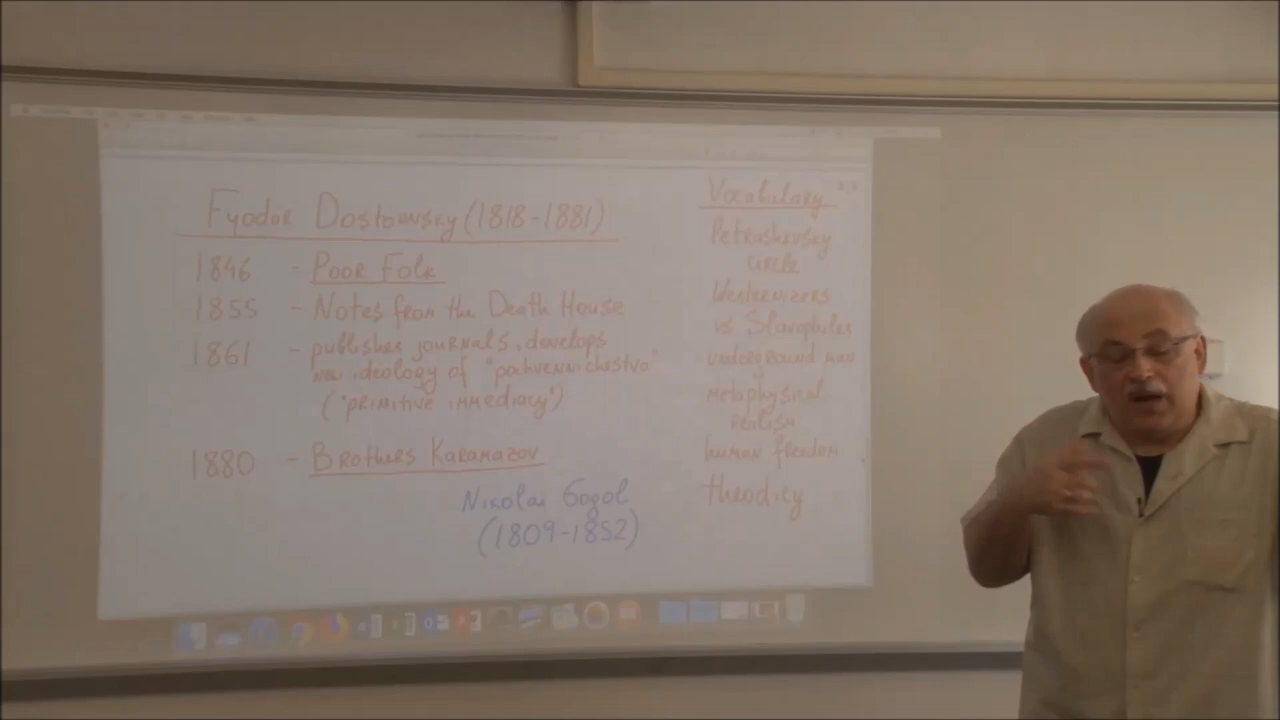 Fyodor Dostoevsky (1818-1881)
1846 - Poor Folk
1855 - Notes from the Death House
1861 - publishes journals, develops
new ideology of "pochvennichestvo"
("primitive immediacy")
1880 - Brothers Karamazov
Nikolai Gogol
(1809-1852)
Vocabulary
Petrashevsky
circle
Westernizers
vs Slavophiles
underground man
metaphysical
realism
human freedom
theodicy